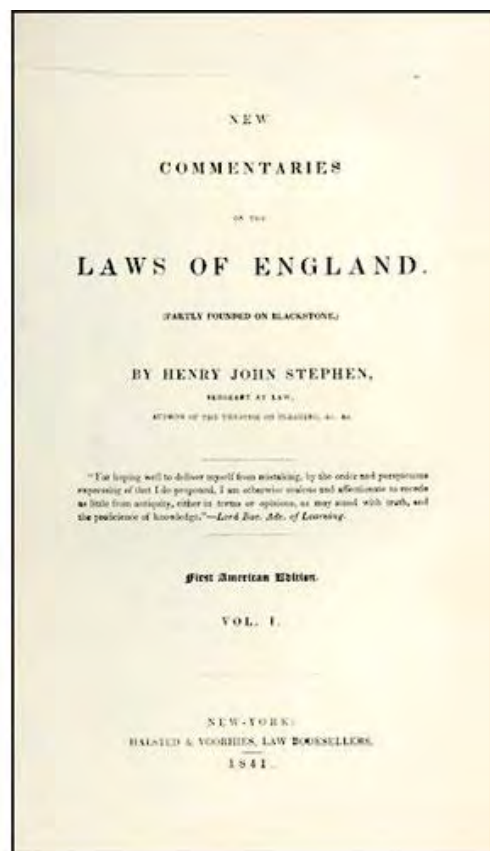 NEW
COMMENTARIES
ON THE
LAWS OF ENGLAND.
(PARTLY FOUNDED ON BLACKSTONE.)
BY HENRY JOHN STEPHEN,
SERJEANT AT LAW,
AUTHOR OF THE TREATISE ON PLEADING, &c. &c.
"For hoping well to deliver myself from mistaking, by the order and perspicuous
expressing of that I do propound, I am otherwise zealous and affectionate to recede
as little from antiquity, either in terms or opinions, as may stand with truth, and
the proficience of knowledge."—Lord Bac. Adv. of Learning.
First American Edition.
VOL. I.
NEW-YORK:
HALSTED & VOORHIES, LAW BOOKSELLERS.
1841.